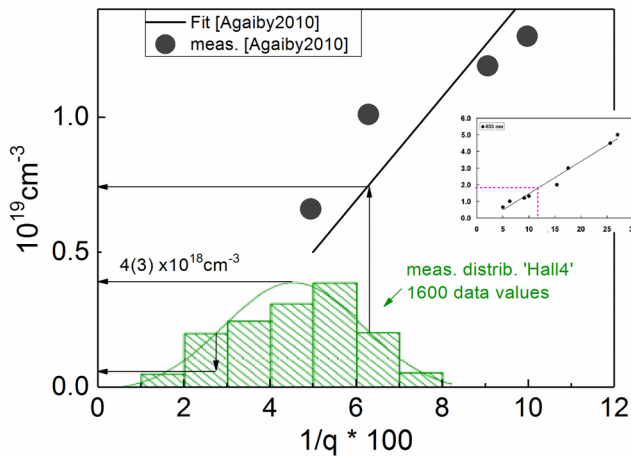 Fit [Agaiby2010]
meas. [Agaiby2010]
10¹⁹cm⁻³
1.0
0.5
0.0
4(3) x10¹⁸cm⁻³
meas. distrib. 'Hall4'
1600 data values
0 2 4 6 8 10 12
1/q * 100
633 nm
6.0
5.0
4.0
3.0
2.0
1.0
0.0
0 5 10 15 20 25